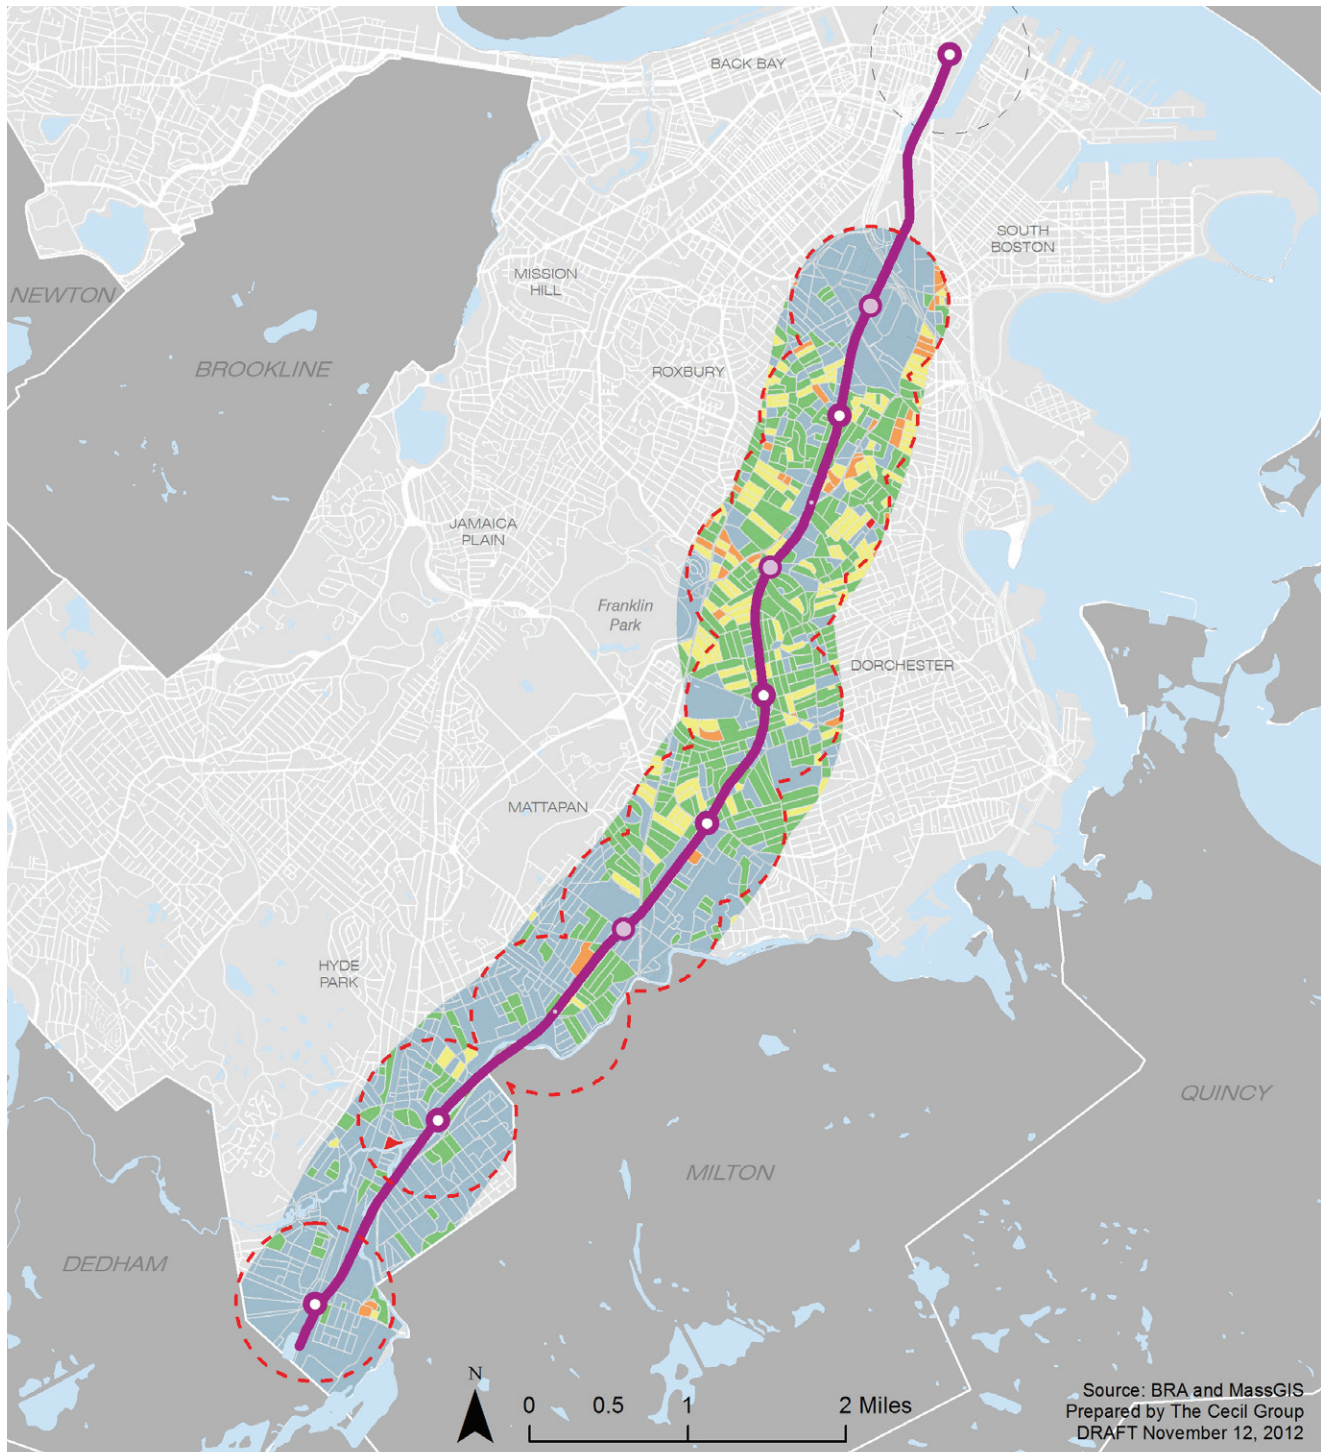 BACK BAY
SOUTH
BOSTON
MISSION
HILL
NEWTON
BROOKLINE
ROXBURY
JAMAICA
PLAIN
Franklin
Park
DORCHESTER
MATTAPAN
HYDE
PARK
QUINCY
MILTON
DEDHAM
N
0 0.5 1 2 Miles
Source: BRA and MassGIS
Prepared by The Cecil Group
DRAFT November 12, 2012